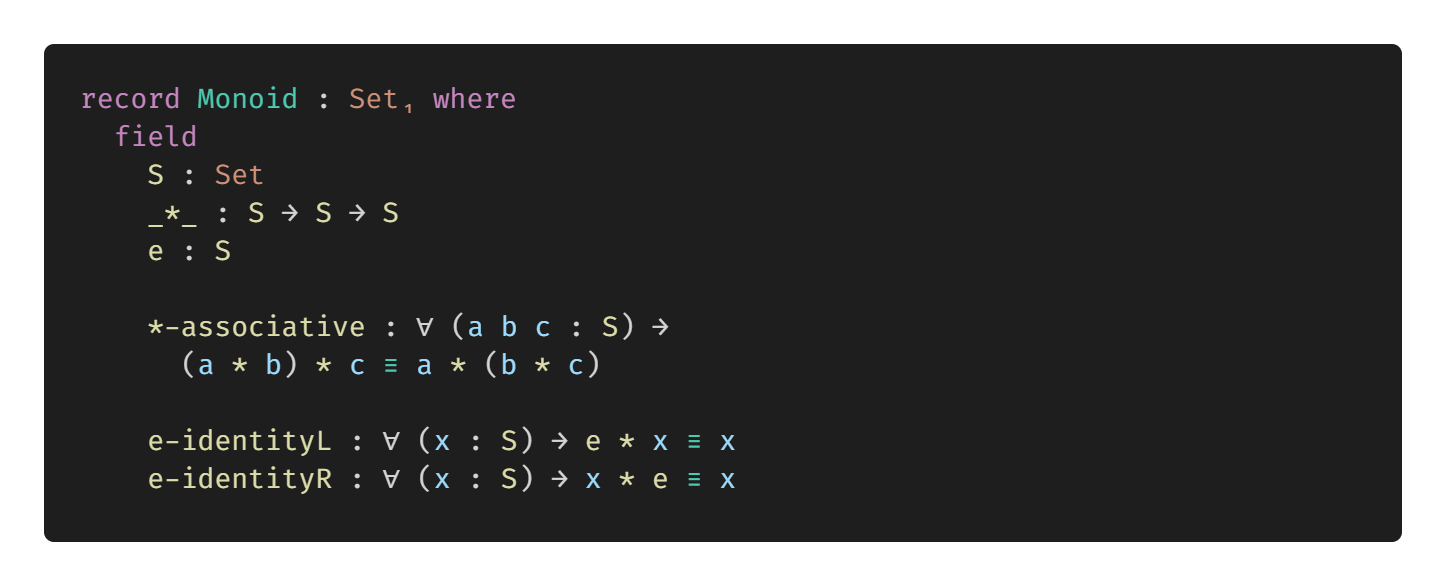 record Monoid : Set₁ where
field
S : Set
_*_ : S → S → S
e : S
*-associative : ∀ (a b c : S) →
(a * b) * c ≡ a * (b * c)
e-identityL : ∀ (x : S) → e * x ≡ x
e-identityR : ∀ (x : S) → x * e ≡ x